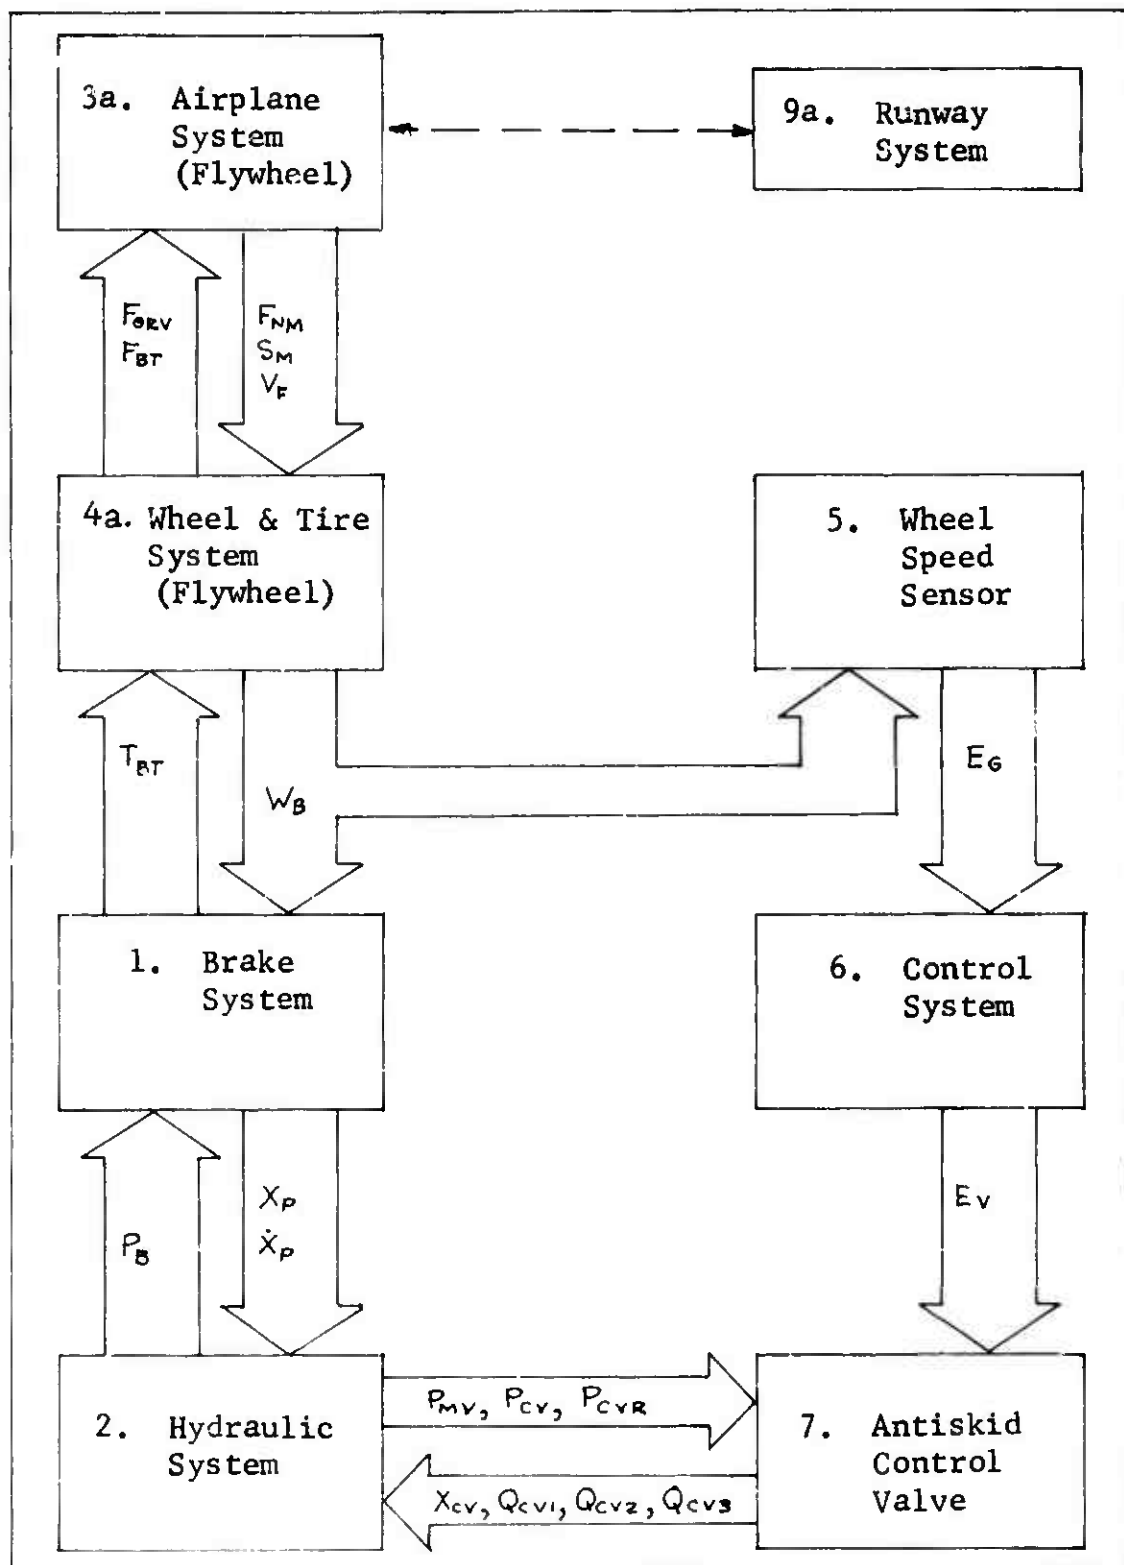 3a. Airplane
System
(Flywheel)
9a. Runway
System
F_GRV
F_BT
F_NM
S_M
V_F
4a. Wheel & Tire
System
(Flywheel)
5. Wheel
Speed
Sensor
T_BT
W_B
E_G
1. Brake
System
6. Control
System
P_B
X_P
Ẋ_P
E_V
2. Hydraulic
System
P_MV, P_CV, P_CVR
X_CV, Q_CV1, Q_CV2, Q_CV3
7. Antiskid
Control
Valve